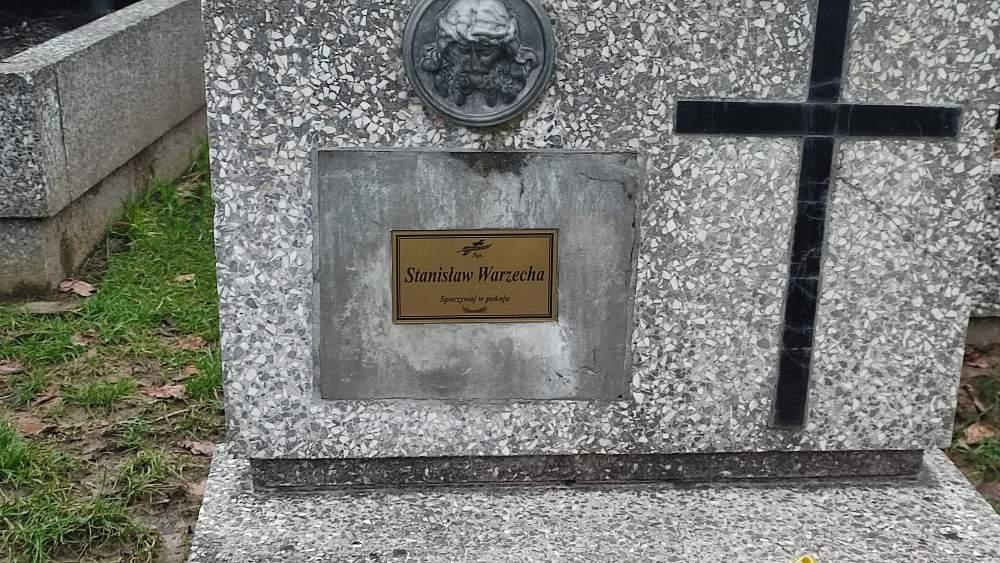 Śp.
Stanisław Warzecha
Spoczywaj w pokoju